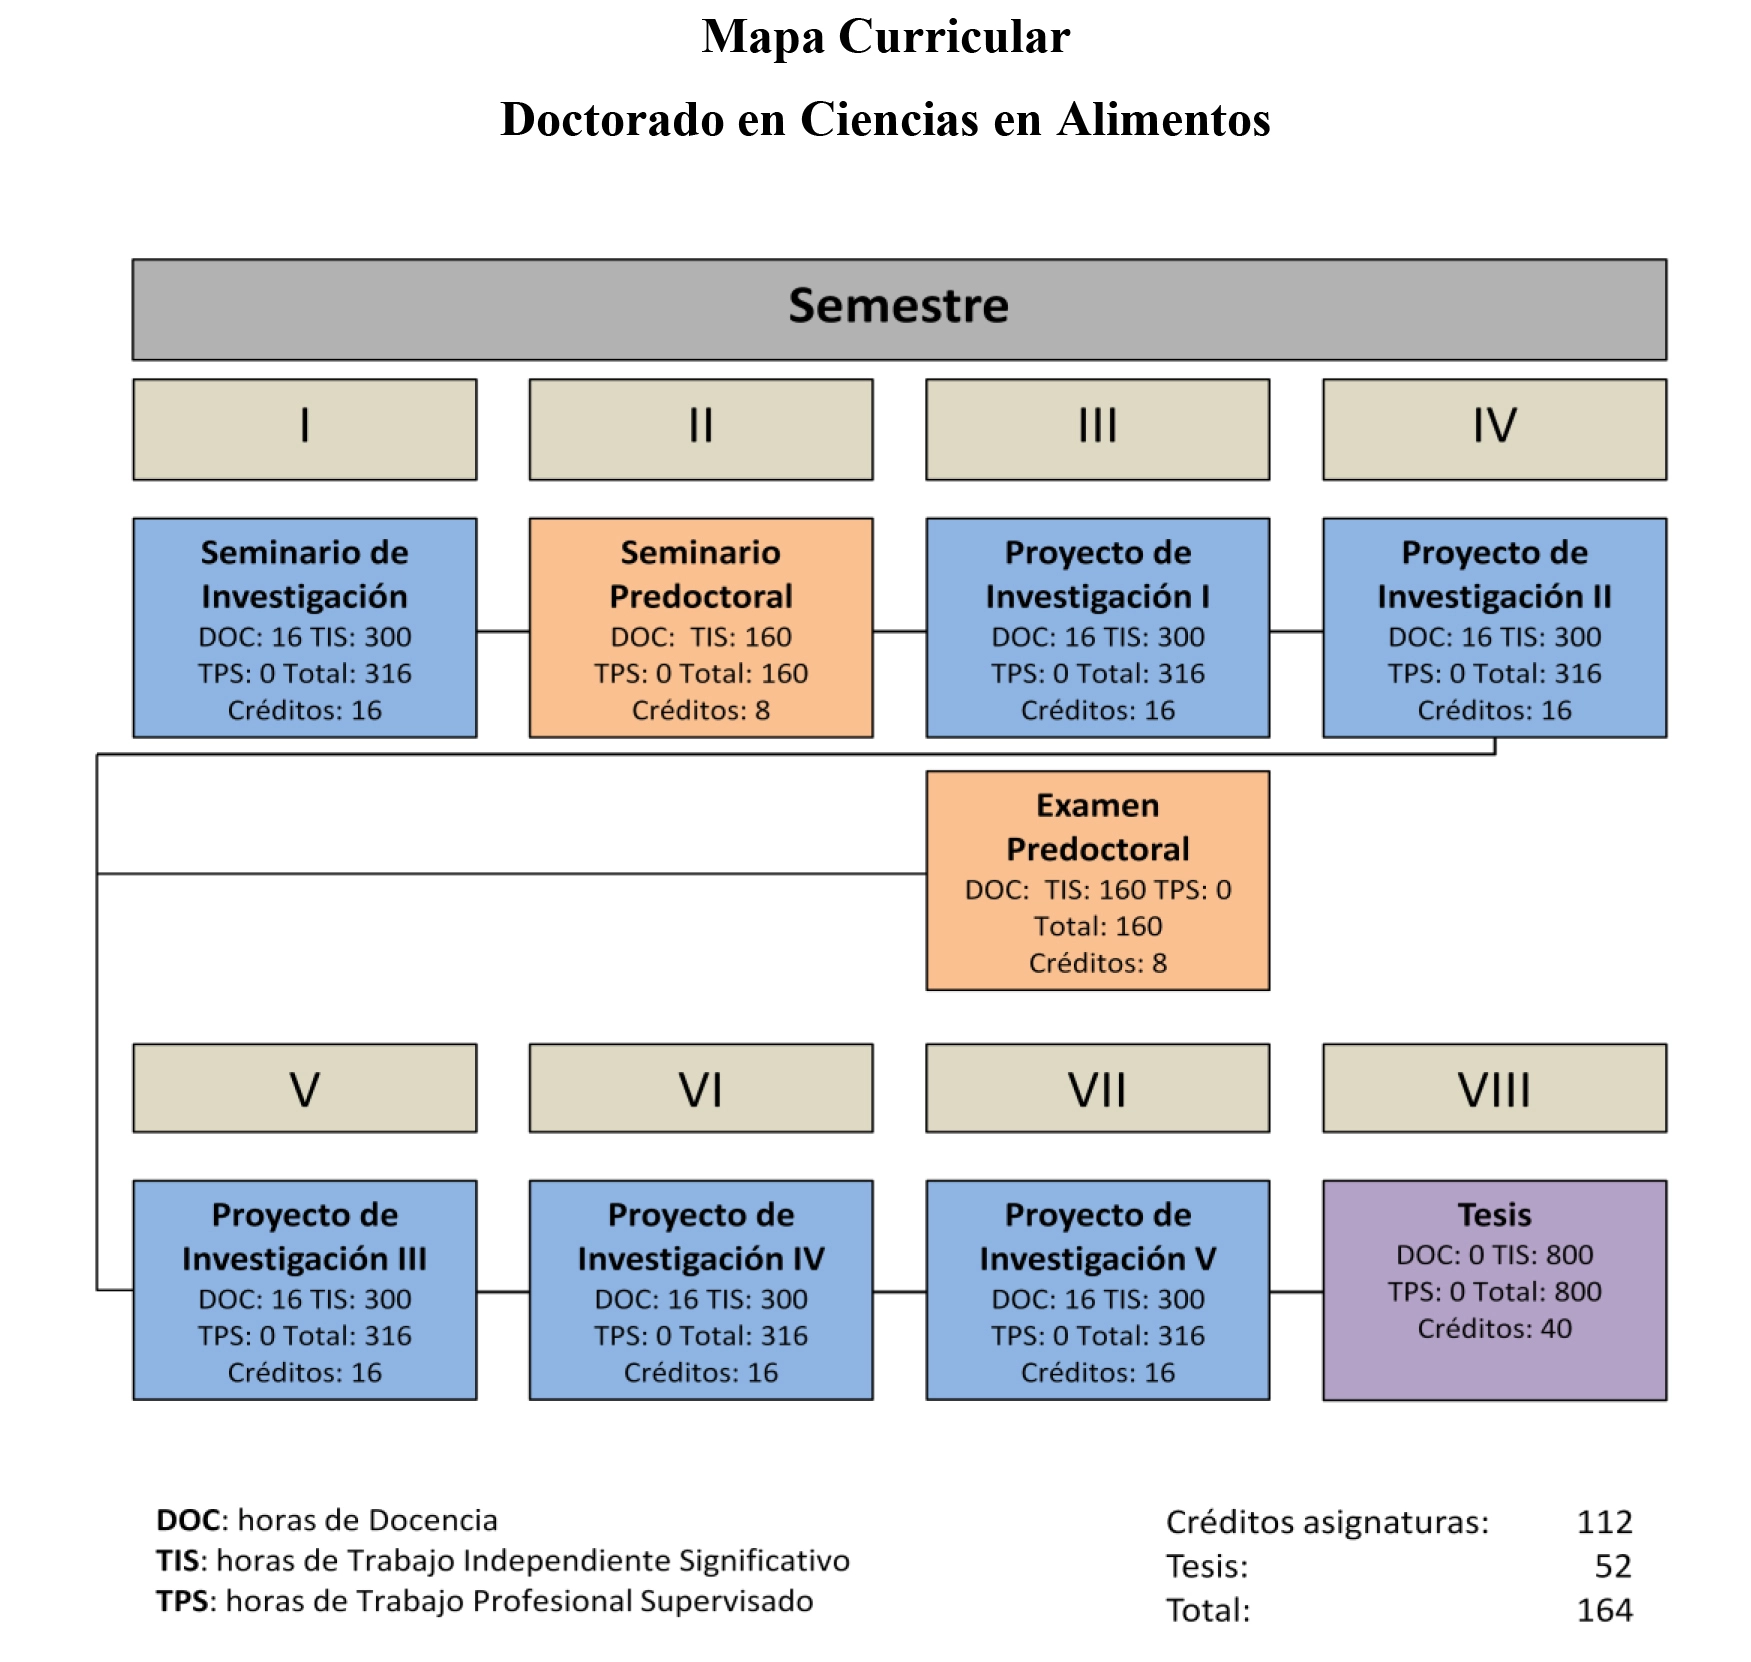 Mapa Curricular
Doctorado en Ciencias en Alimentos
Semestre
I
II
III
IV
Seminario de
Investigación
DOC: 16 TIS: 300
TPS: 0 Total: 316
Créditos: 16
Seminario
Predoctoral
DOC:  TIS: 160
TPS: 0 Total: 160
Créditos: 8
Proyecto de
Investigación I
DOC: 16 TIS: 300
TPS: 0 Total: 316
Créditos: 16
Proyecto de
Investigación II
DOC: 16 TIS: 300
TPS: 0 Total: 316
Créditos: 16
Examen
Predoctoral
DOC:  TIS: 160 TPS: 0
Total: 160
Créditos: 8
V
VI
VII
VIII
Proyecto de
Investigación III
DOC: 16 TIS: 300
TPS: 0 Total: 316
Créditos: 16
Proyecto de
Investigación IV
DOC: 16 TIS: 300
TPS: 0 Total: 316
Créditos: 16
Proyecto de
Investigación V
DOC: 16 TIS: 300
TPS: 0 Total: 316
Créditos: 16
Tesis
DOC: 0 TIS: 800
TPS: 0 Total: 800
Créditos: 40
DOC: horas de Docencia
TIS: horas de Trabajo Independiente Significativo
TPS: horas de Trabajo Profesional Supervisado
Créditos asignaturas: 112
Tesis: 52
Total: 164